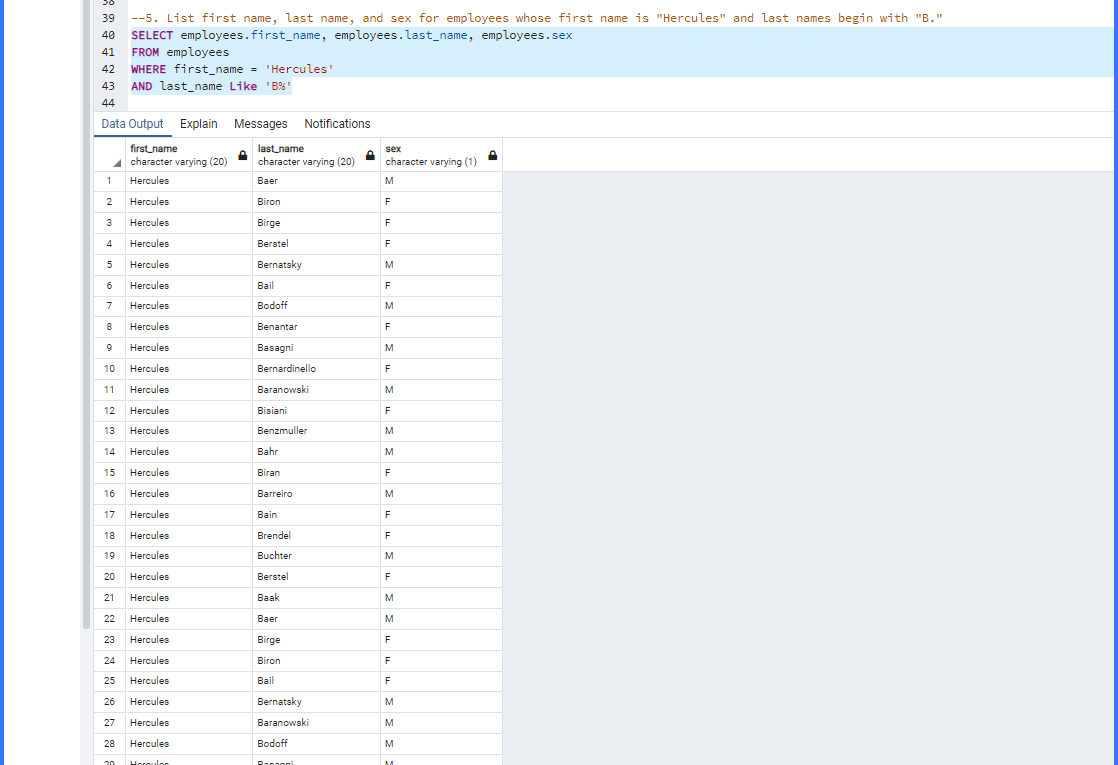 38
39 --5. List first name, last name, and sex for employees whose first name is "Hercules" and last names begin with "B."
40 SELECT employees.first_name, employees.last_name, employees.sex
41 FROM employees
42 WHERE first_name = 'Hercules'
43 AND last_name Like 'B%'
44
Data Output Explain Messages Notifications
first_name last_name sex
character varying (20) character varying (20) character varying (1)
1 Hercules Baer M
2 Hercules Biron F
3 Hercules Birge F
4 Hercules Berstel F
5 Hercules Bernatsky M
6 Hercules Bail F
7 Hercules Bodoff M
8 Hercules Benantar F
9 Hercules Basagni M
10 Hercules Bernardinello F
11 Hercules Baranowski M
12 Hercules Bisiani F
13 Hercules Benzmuller M
14 Hercules Bahr M
15 Hercules Biran F
16 Hercules Barreiro M
17 Hercules Bain F
18 Hercules Brendel F
19 Hercules Buchter M
20 Hercules Berstel F
21 Hercules Baak M
22 Hercules Baer M
23 Hercules Birge F
24 Hercules Biron F
25 Hercules Bail F
26 Hercules Bernatsky M
27 Hercules Baranowski M
28 Hercules Bodoff M
29 Hercules Basagni M